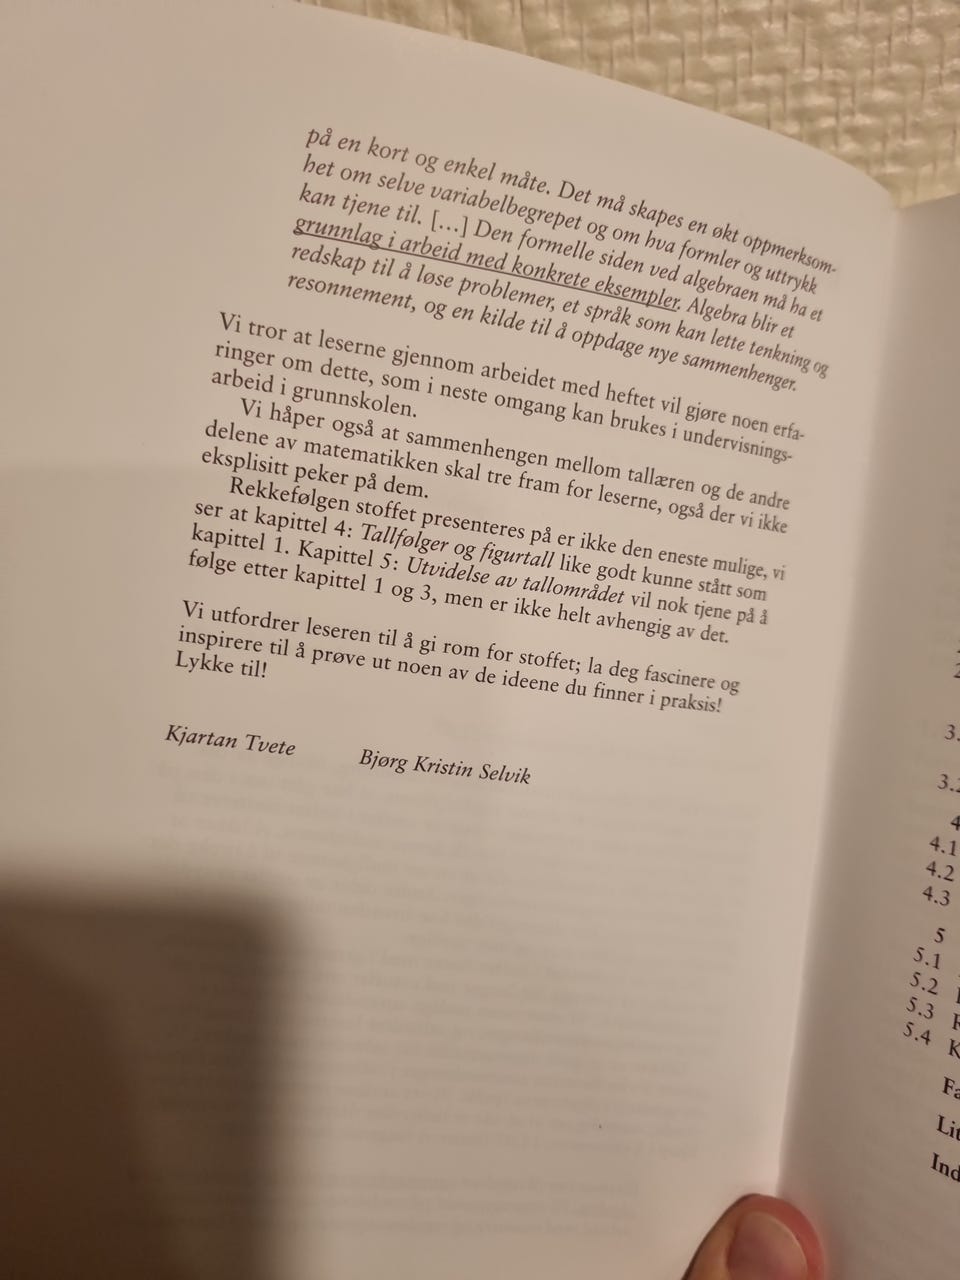 på en kort og enkel måte. Det må skapes en økt oppmerksom-
het om selve variabelbegrepet og om hva formler og uttrykk
kan tjene til. [...] Den formelle siden ved algebraen må ha et
grunnlag i arbeid med konkrete eksempler. Algebra blir et
redskap til å løse problemer, et språk som kan lette tenkning og
resonnement, og en kilde til å oppdage nye sammenhenger.
Vi tror at leserne gjennom arbeidet med heftet vil gjøre noen erfa-
ringer om dette, som i neste omgang kan brukes i undervisnings-
arbeid i grunnskolen.
Vi håper også at sammenhengen mellom tallæren og de andre
delene av matematikken skal tre fram for leserne, også der vi ikke
eksplisitt peker på dem.
Rekkefølgen stoffet presenteres på er ikke den eneste mulige, vi
ser at kapittel 4: Tallfølger og figurtall like godt kunne stått som
kapittel 1. Kapittel 5: Utvidelse av tallområdet vil nok tjene på å
følge etter kapittel 1 og 3, men er ikke helt avhengig av det.
Vi utfordrer leseren til å gi rom for stoffet; la deg fascinere og
inspirere til å prøve ut noen av de ideene du finner i praksis!
Lykke til!
Kjartan Tvete Bjørg Kristin Selvik
3.
3.2
4
4.1
4.2
4.3
5
5.1
5.2
5.3
5.4 K
Fa
Lit
Ind